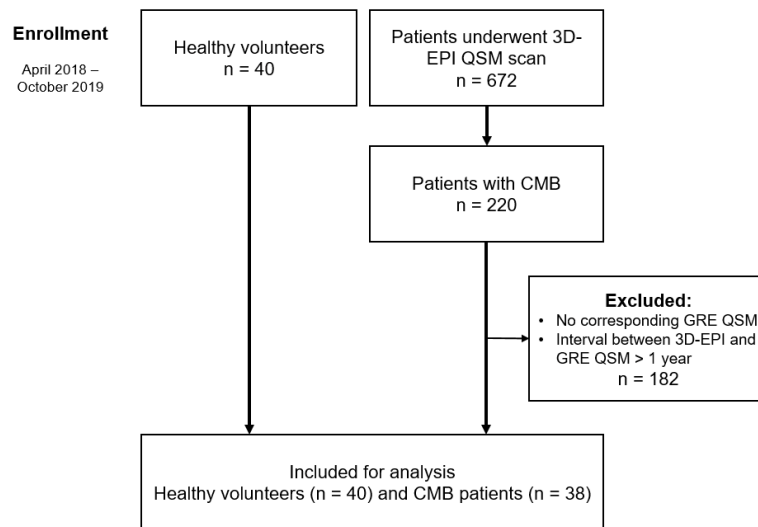 Enrollment
April 2018 –
October 2019
Healthy volunteers
n = 40
Patients underwent 3D-
EPI QSM scan
n = 672
Patients with CMB
n = 220
Excluded:
• No corresponding GRE QSM
• Interval between 3D-EPI and
GRE QSM > 1 year
n = 182
Included for analysis
Healthy volunteers (n = 40) and CMB patients (n = 38)